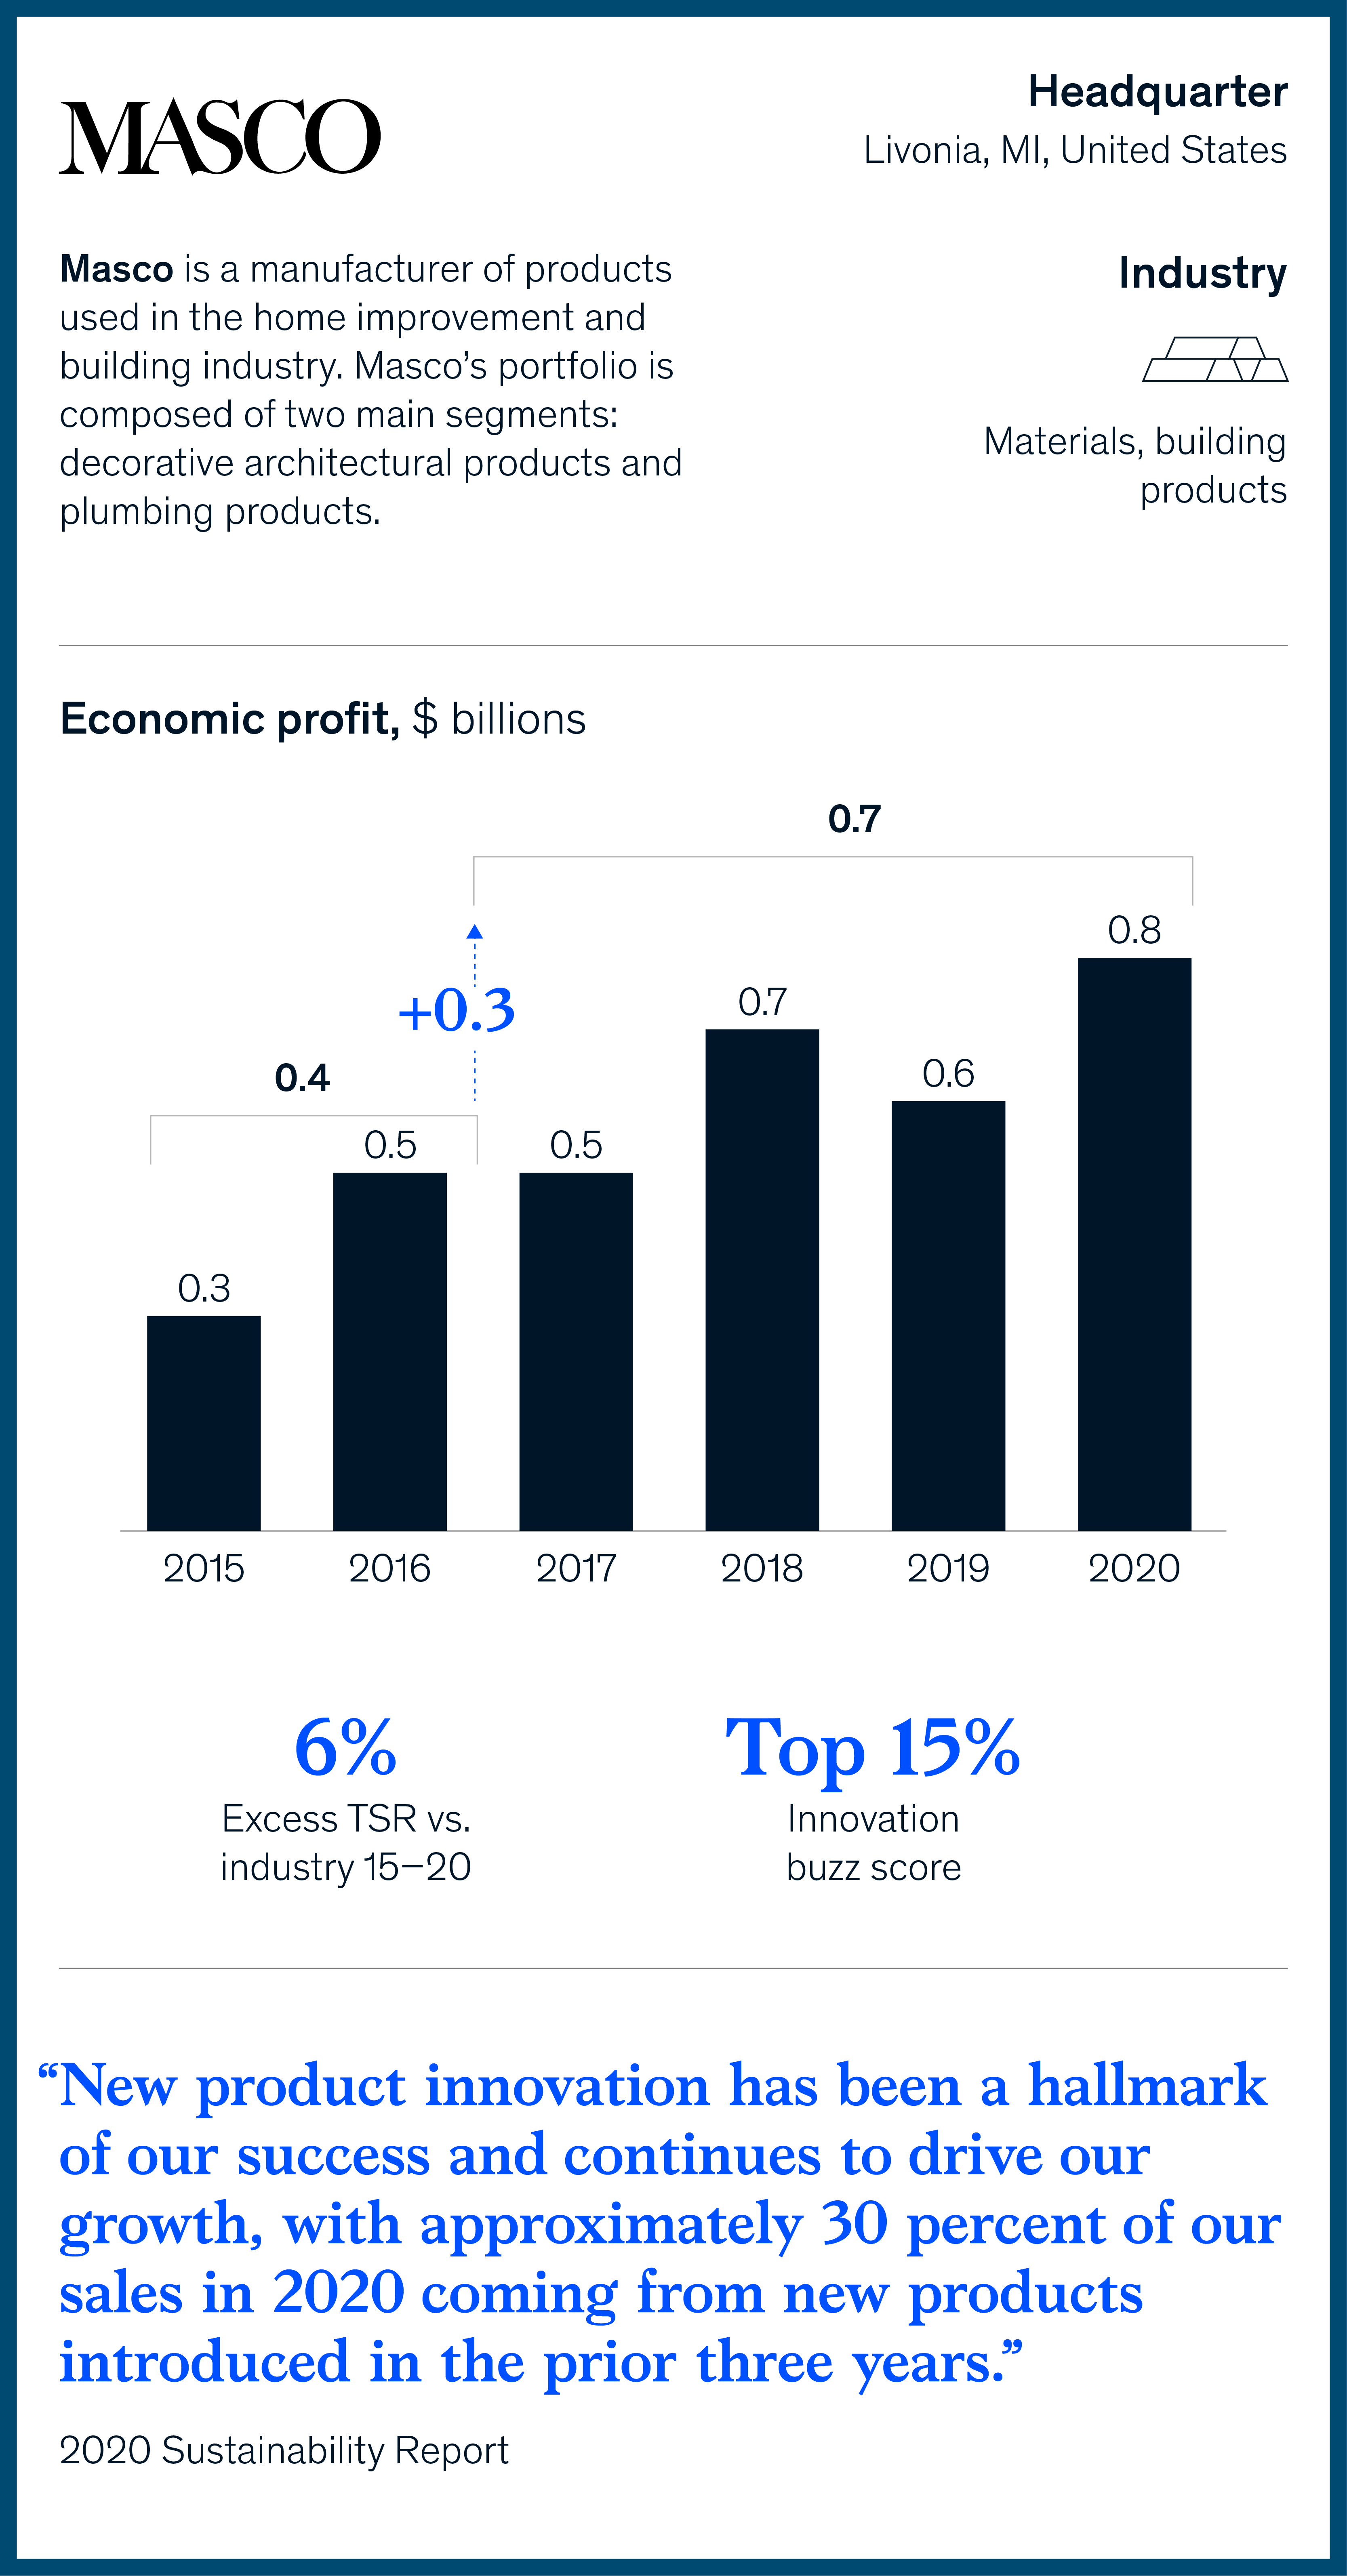 MASCO
Headquarter
Livonia, MI, United States
Masco is a manufacturer of products
used in the home improvement and
building industry. Masco’s portfolio is
composed of two main segments:
decorative architectural products and
plumbing products.
Industry
Materials, building
products
Economic profit, $ billions
0.7
0.8
+0.3
0.7
0.4
0.6
0.5
0.5
0.3
2015
2016
2017
2018
2019
2020
6%
Excess TSR vs.
industry 15–20
Top 15%
Innovation
buzz score
“New product innovation has been a hallmark
of our success and continues to drive our
growth, with approximately 30 percent of our
sales in 2020 coming from new products
introduced in the prior three years.”
2020 Sustainability Report